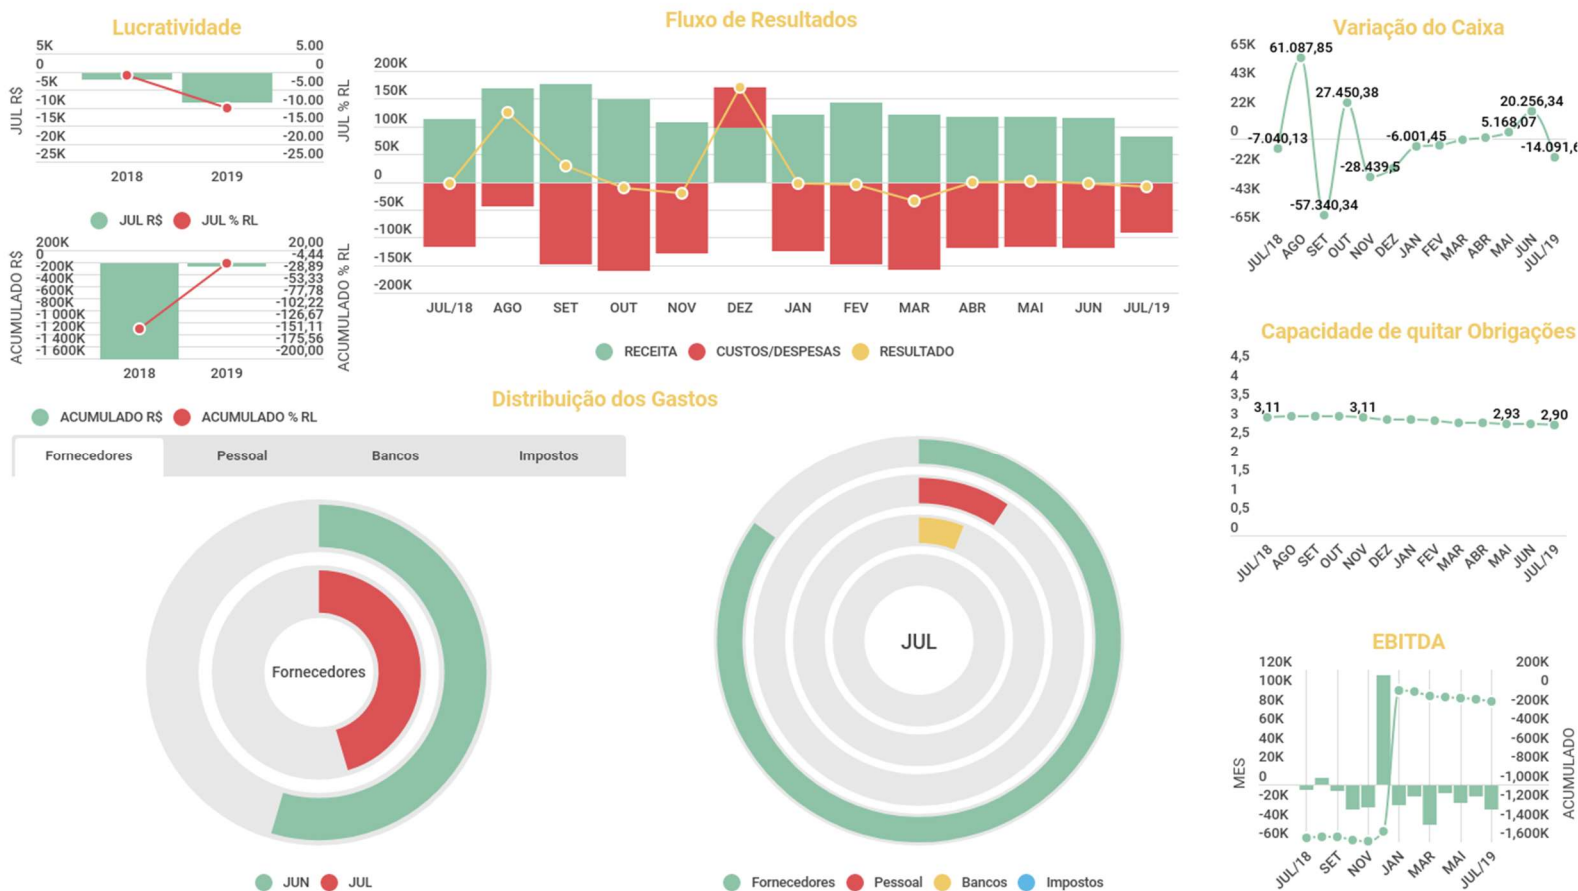 Lucratividade
5K
0
-5K
-10K
-15K
-20K
-25K
JUL R$
5.00
0
-5.00
-10.00
-15.00
-20.00
-25.00
JUL % RL
2018 2019
JUL R$ JUL % RL
200K
0
-200K
-400K
-600K
-800K
-1 000K
-1 200K
-1 400K
-1 600K
ACUMULADO R$
20,00
-4,44
-28,89
-53,33
-77,78
-102,22
-126,67
-151,11
-175,56
-200,00
ACUMULADO % RL
2018 2019
ACUMULADO R$ ACUMULADO % RL
Fluxo de Resultados
200K
150K
100K
50K
0
-50K
-100K
-150K
-200K
JUL/18 AGO SET OUT NOV DEZ JAN FEV MAR ABR MAI JUN JUL/19
RECEITA CUSTOS/DESPESAS RESULTADO
Variação do Caixa
65K
43K
22K
0
-22K
-43K
-65K
-7.040,13
61.087,85
-57.340,34
27.450,38
-28.439,5
-6.001,45
5.168,07
20.256,34
-14.091,6
JUL/18 AGO SET OUT NOV DEZ JAN FEV MAR ABR MAI JUN JUL/19
Capacidade de quitar Obrigações
4,5
4
3,5
3
2,5
2
1,5
1
0,5
0
3,11 3,11 2,93 2,90
JUL/18 AGO SET OUT NOV DEZ JAN FEV MAR ABR MAI JUN JUL/19
Distribuição dos Gastos
Fornecedores Pessoal Bancos Impostos
Fornecedores
JUN JUL
JUL
Fornecedores Pessoal Bancos Impostos
EBITDA
120K
100K
80K
60K
40K
20K
0
-20K
-40K
-60K
MES
200K
0
-200K
-400K
-600K
-800K
-1,000K
-1,200K
-1,400K
-1,600K
ACUMULADO
JUL/18 SET NOV JAN MAR MAI JUL/19